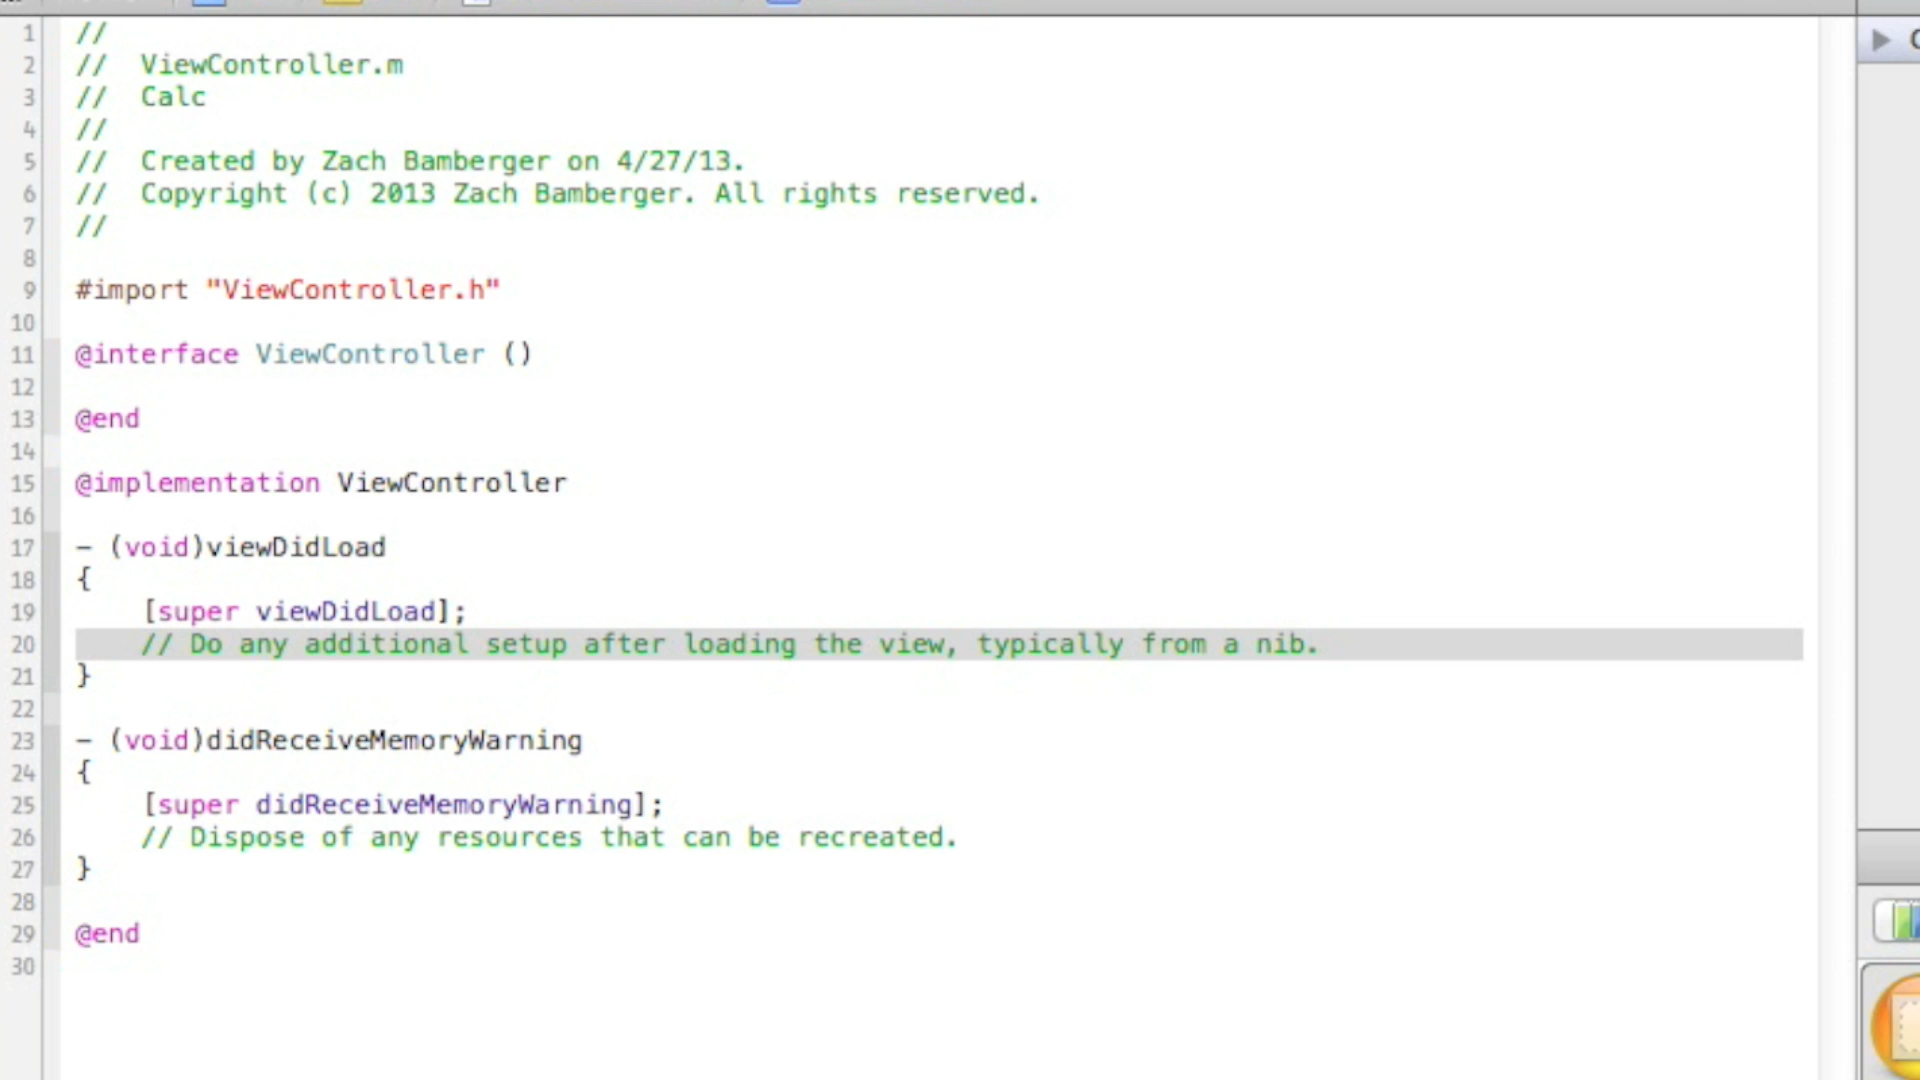 1 //
2 //  ViewController.m
3 //  Calc
4 //
5 //  Created by Zach Bamberger on 4/27/13.
6 //  Copyright (c) 2013 Zach Bamberger. All rights reserved.
7 //
8
9 #import "ViewController.h"
10
11 @interface ViewController ()
12
13 @end
14
15 @implementation ViewController
16
17 - (void)viewDidLoad
18 {
19     [super viewDidLoad];
20     // Do any additional setup after loading the view, typically from a nib.
21 }
22
23 - (void)didReceiveMemoryWarning
24 {
25     [super didReceiveMemoryWarning];
26     // Dispose of any resources that can be recreated.
27 }
28
29 @end
30